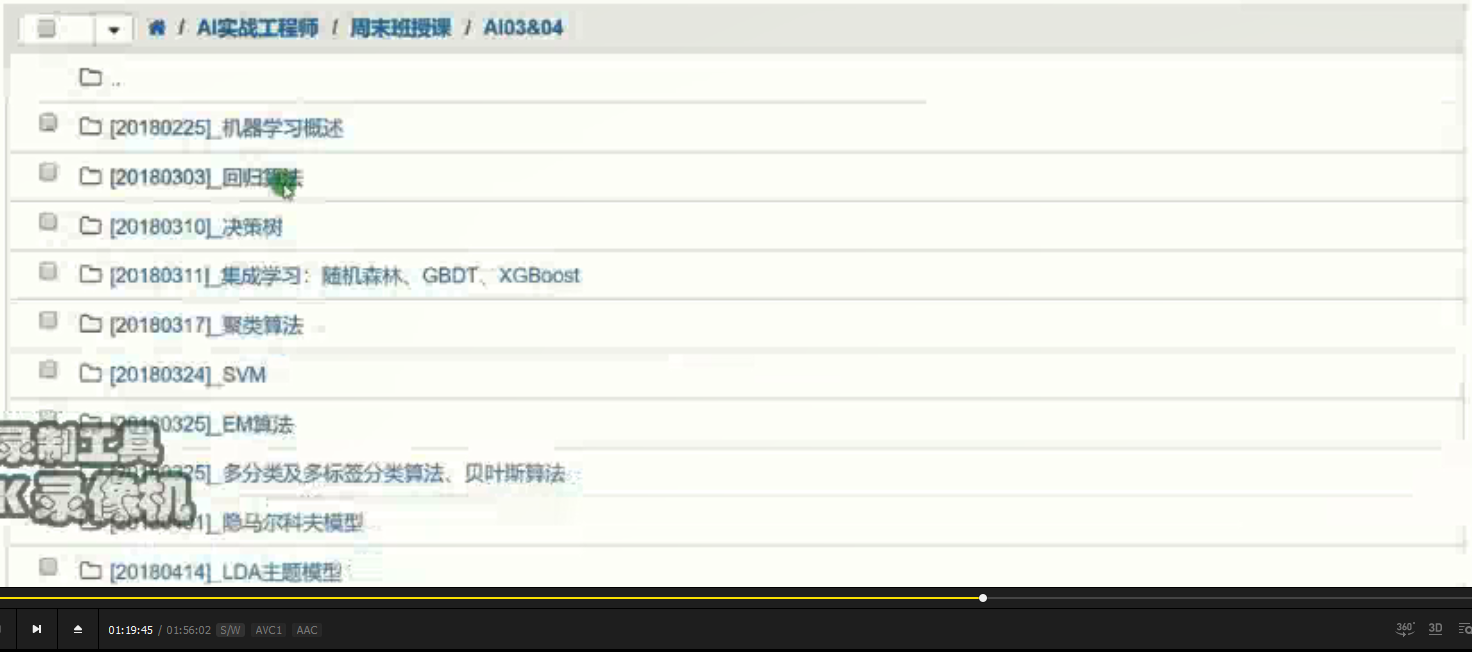 / AI实战工程师 / 周末班授课 / AI03&04
..
[20180225]_机器学习概述
[20180303]_回归算法
[20180310]_决策树
[20180311]_集成学习：随机森林、GBDT、XGBoost
[20180317]_聚类算法
[20180324]_SVM
[20180325]_EM算法
录制工具
[20180325]_多分类及多标签分类算法、贝叶斯算法
K录像机
1]_隐马尔科夫模型
[20180414]_LDA主题模型
01:19:45 / 01:56:02 S/W AVC1 AAC 360° 3D